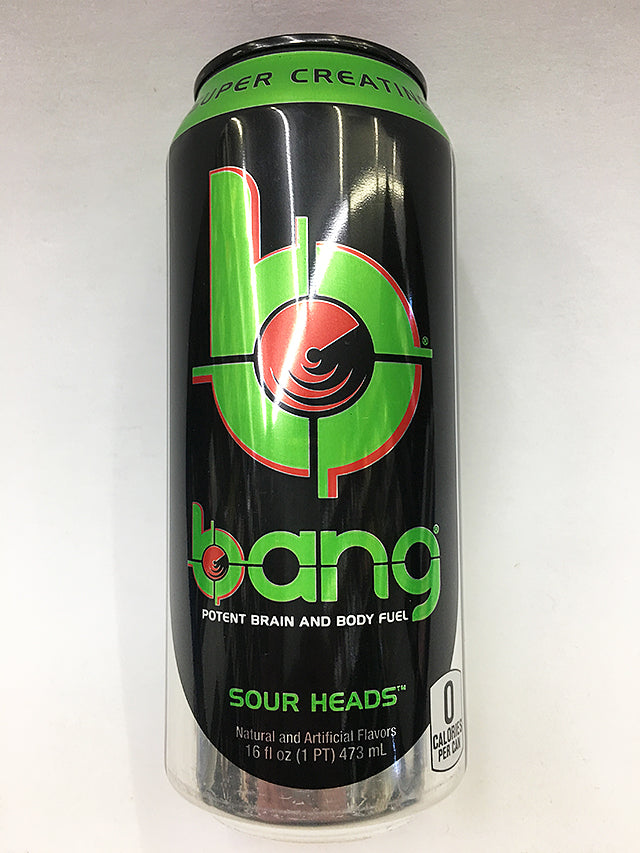 UPER CREATIN
bang®
POTENT BRAIN AND BODY FUEL
SOUR HEADS™
Natural and Artificial Flavors
16 fl oz (1 PT) 473 mL
0
CALORIES
PER CAN